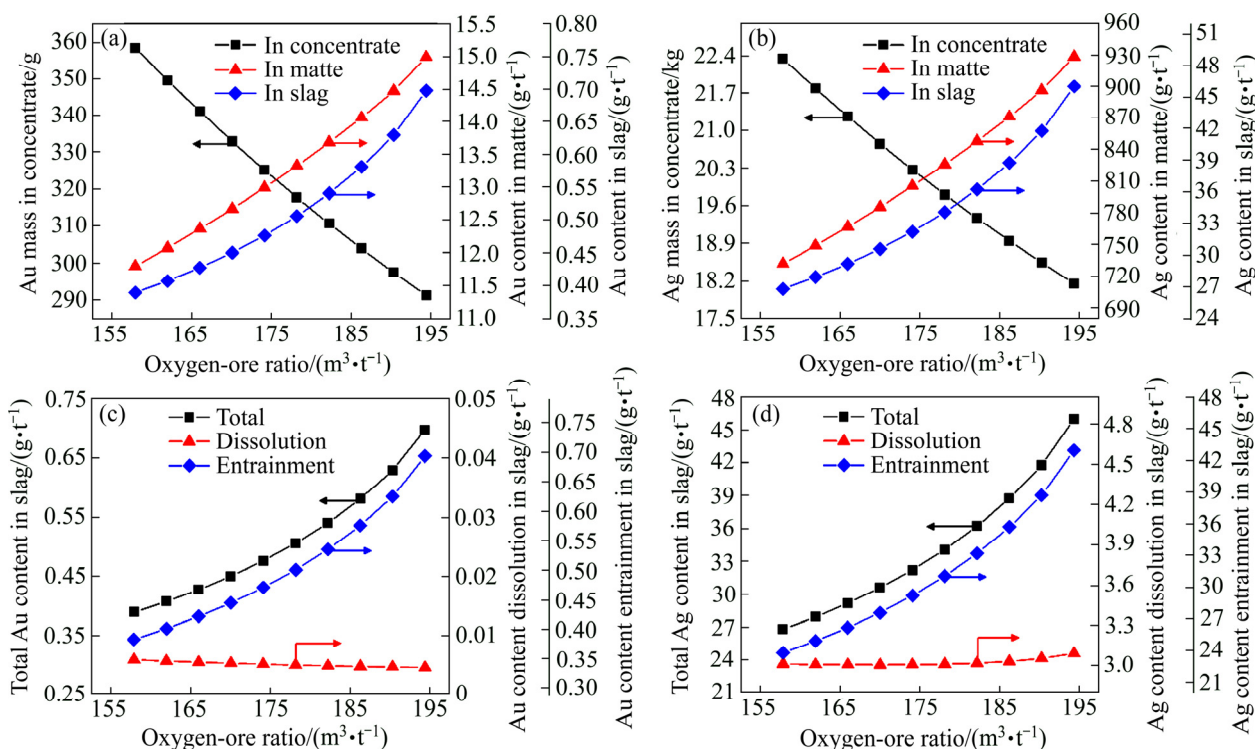 (a)
In concentrate
In matte
In slag
Au mass in concentrate/g
360
350
340
330
320
310
300
290
155 165 175 185 195
Oxygen-ore ratio/(m³•t⁻¹)
15.5
15.0
14.5
14.0
13.5
13.0
12.5
12.0
11.5
11.0
Au content in matte/(g•t⁻¹)
0.80
0.75
0.70
0.65
0.60
0.55
0.50
0.45
0.40
0.35
Au content in slag/(g•t⁻¹)
(b)
In concentrate
In matte
In slag
Ag mass in concentrate/kg
22.4
21.7
21.0
20.3
19.6
18.9
18.2
17.5
155 165 175 185 195
Oxygen-ore ratio/(m³•t⁻¹)
960
930
900
870
840
810
780
750
720
690
Ag content in matte/(g•t⁻¹)
51
48
45
42
39
36
33
30
27
24
Ag content in slag/(g•t⁻¹)
(c)
Total
Dissolution
Entrainment
Total Au content in slag/(g•t⁻¹)
0.75
0.65
0.55
0.45
0.35
0.25
155 165 175 185 195
Oxygen-ore ratio/(m³•t⁻¹)
0.05
0.04
0.03
0.02
0.01
0
Au content dissolution in slag/(g•t⁻¹)
0.75
0.70
0.65
0.60
0.55
0.50
0.45
0.40
0.35
0.30
Au content entrainment in slag/(g•t⁻¹)
(d)
Total
Dissolution
Entrainment
Total Ag content in slag/(g•t⁻¹)
48
45
42
39
36
33
30
27
24
21
155 165 175 185 195
Oxygen-ore ratio/(m³•t⁻¹)
4.8
4.5
4.2
3.9
3.6
3.3
3.0
Ag content dissolution in slag/(g•t⁻¹)
48
45
42
39
36
33
30
27
24
21
Ag content entrainment in slag/(g•t⁻¹)